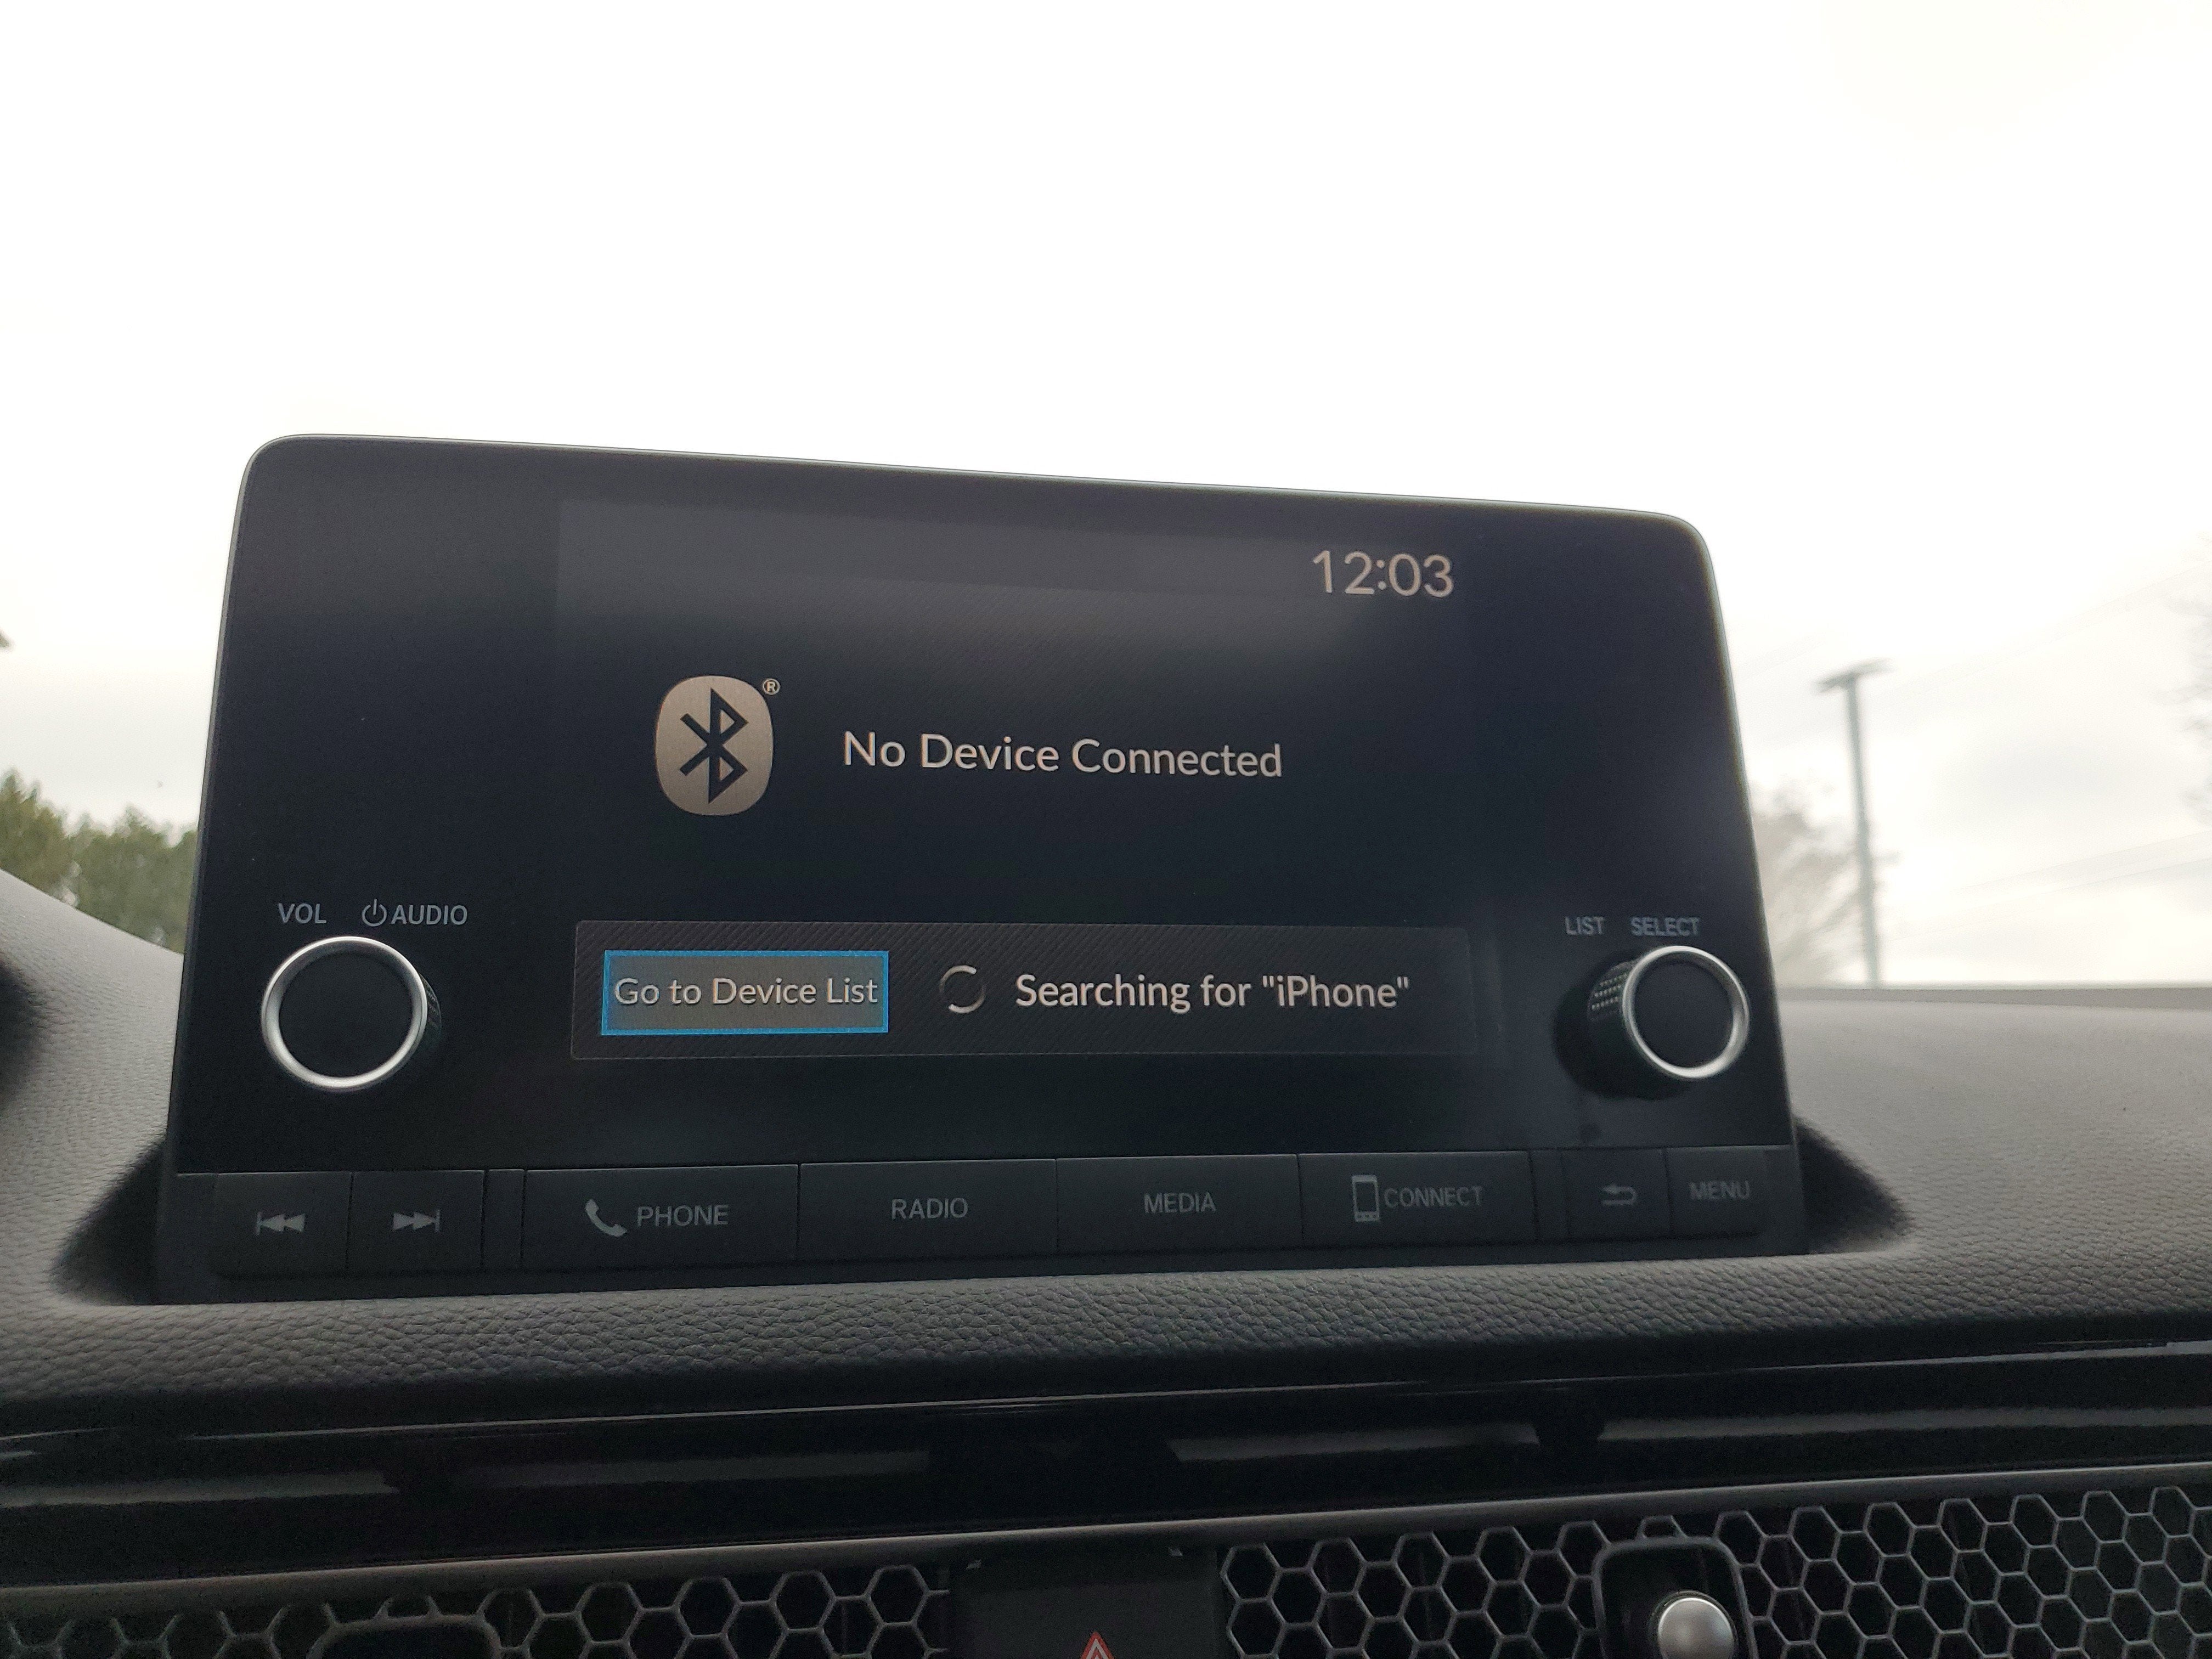 12:03
®
No Device Connected
VOL AUDIO
LIST SELECT
Go to Device List
Searching for "iPhone"
PHONE
RADIO
MEDIA
CONNECT
MENU